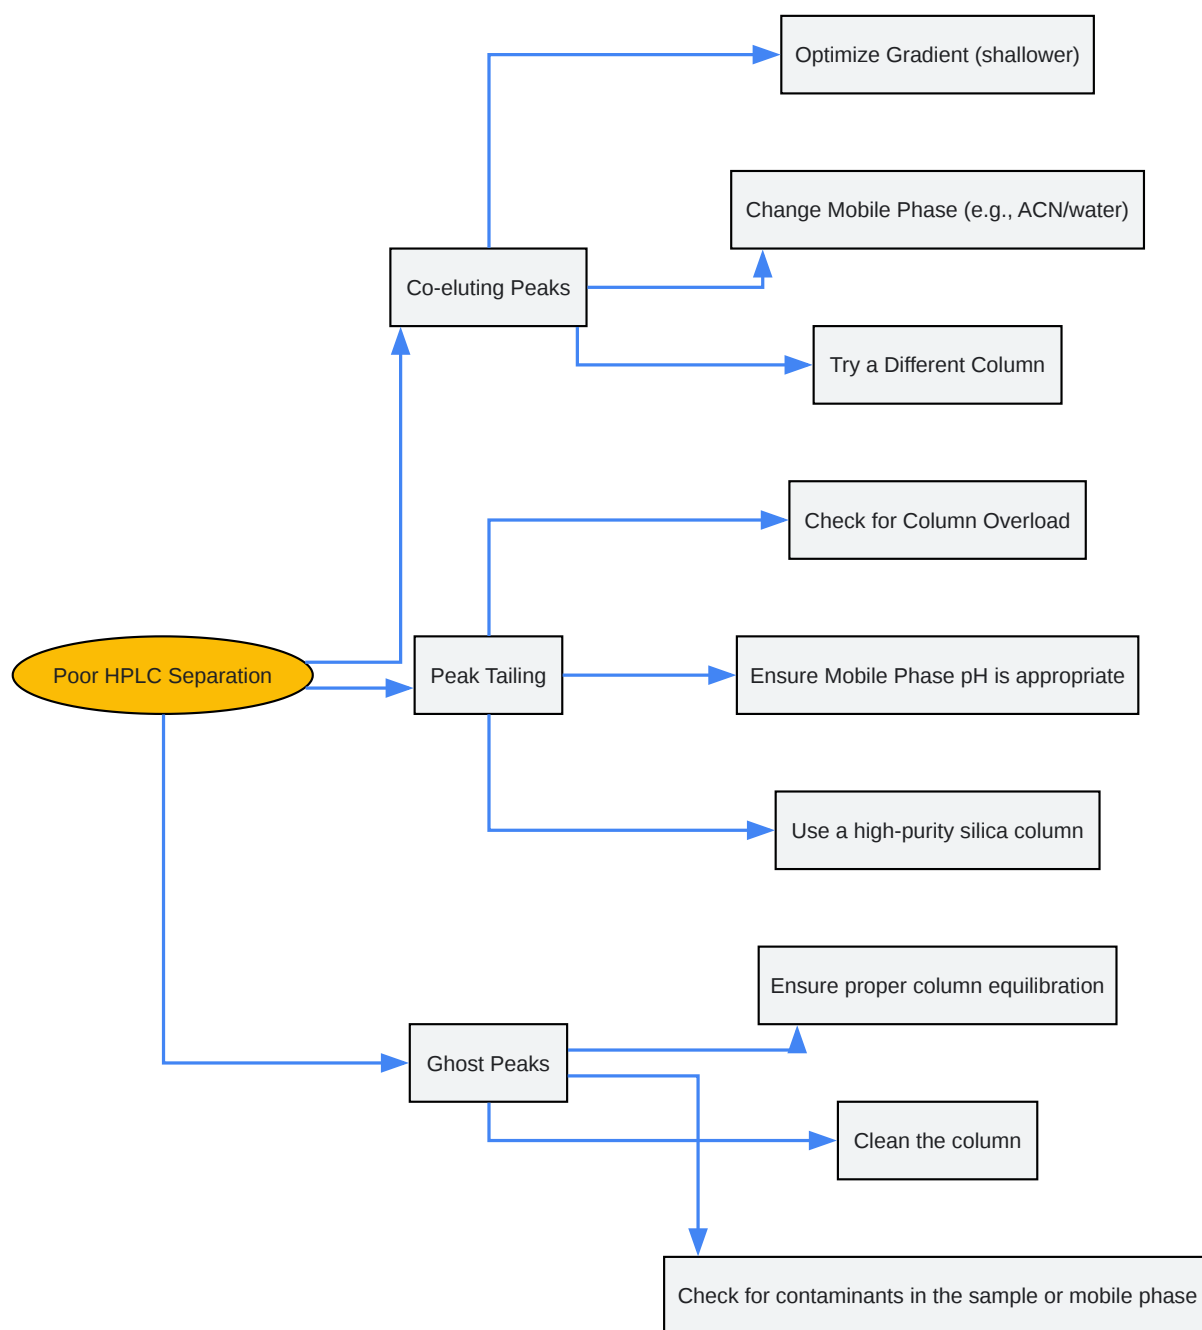 Optimize Gradient (shallower)
Change Mobile Phase (e.g., ACN/water)
Co-eluting Peaks
Try a Different Column
Check for Column Overload
Poor HPLC Separation
Peak Tailing
Ensure Mobile Phase pH is appropriate
Use a high-purity silica column
Ensure proper column equilibration
Ghost Peaks
Clean the column
Check for contaminants in the sample or mobile phase